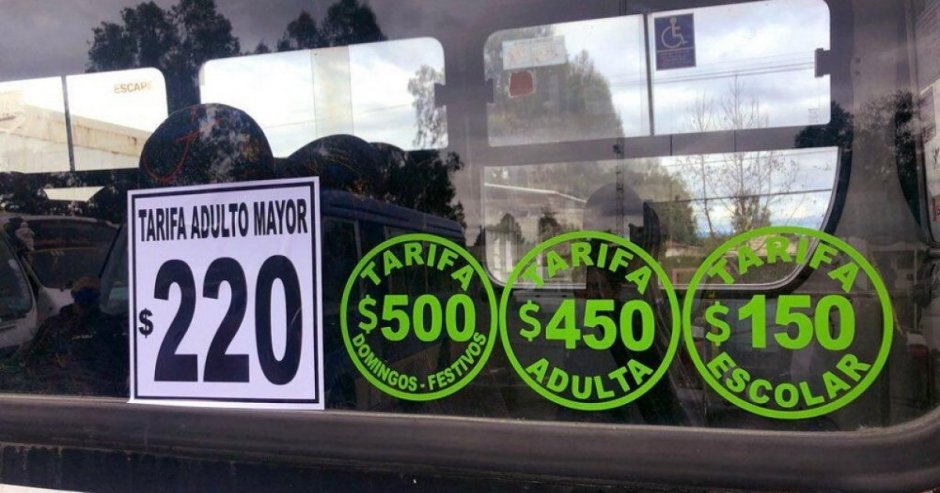 ESCAPE
TARIFA ADULTO MAYOR
$220
TARIFA
$500
DOMINGOS - FESTIVOS
TARIFA
$450
ADULTA
TARIFA
$150
ESCOLAR